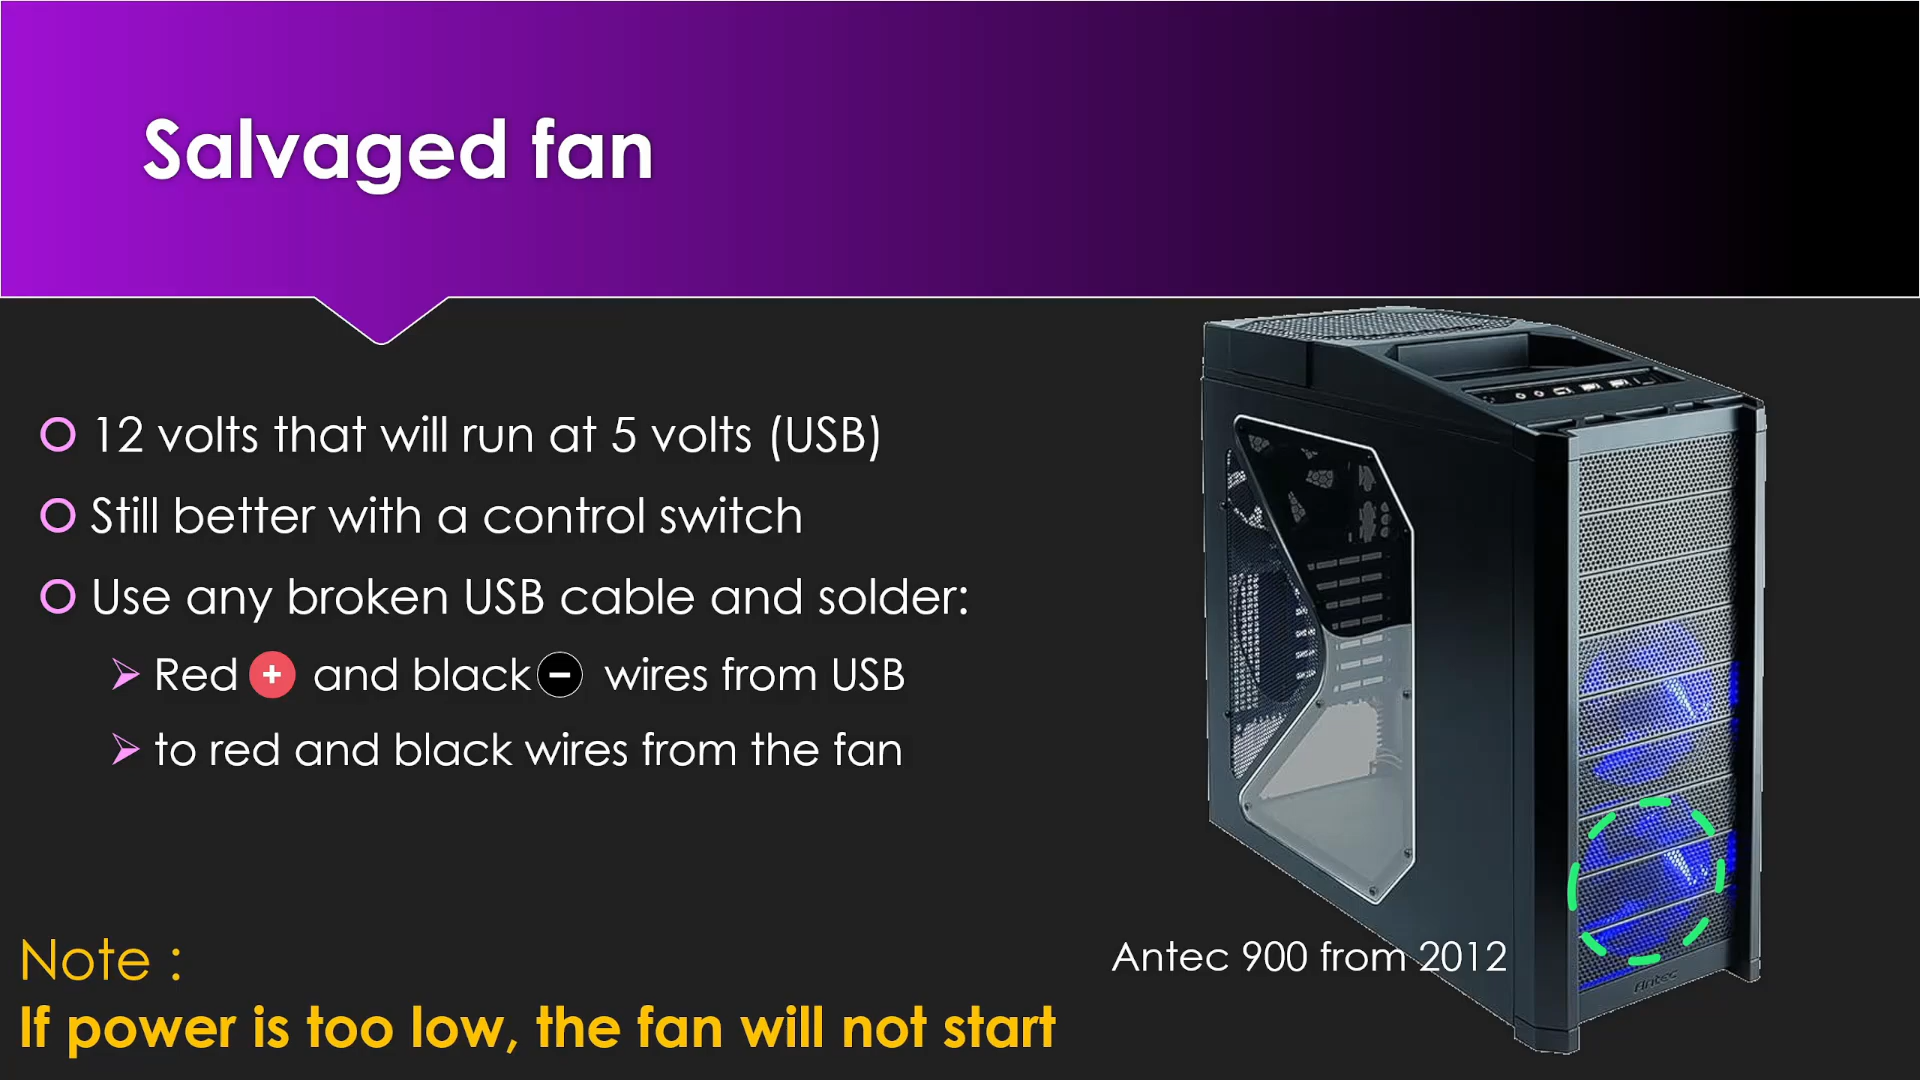 Salvaged fan
12 volts that will run at 5 volts (USB)
Still better with a control switch
Use any broken USB cable and solder:
Red + and black - wires from USB
to red and black wires from the fan
Note :
If power is too low, the fan will not start
Antec 900 from 2012
Antec